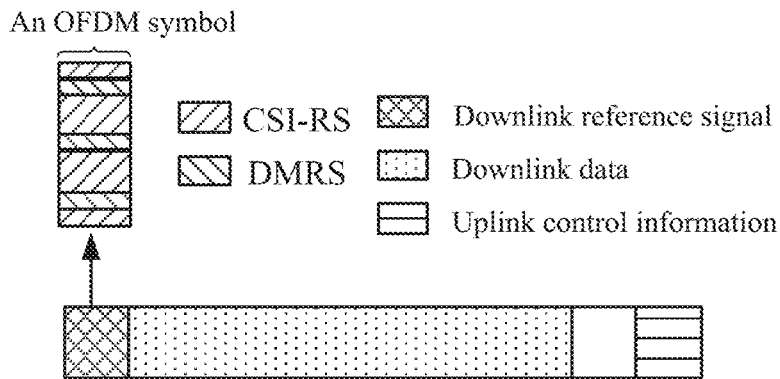 An OFDM symbol
CSI-RS
DMRS
Downlink reference signal
Downlink data
Uplink control information